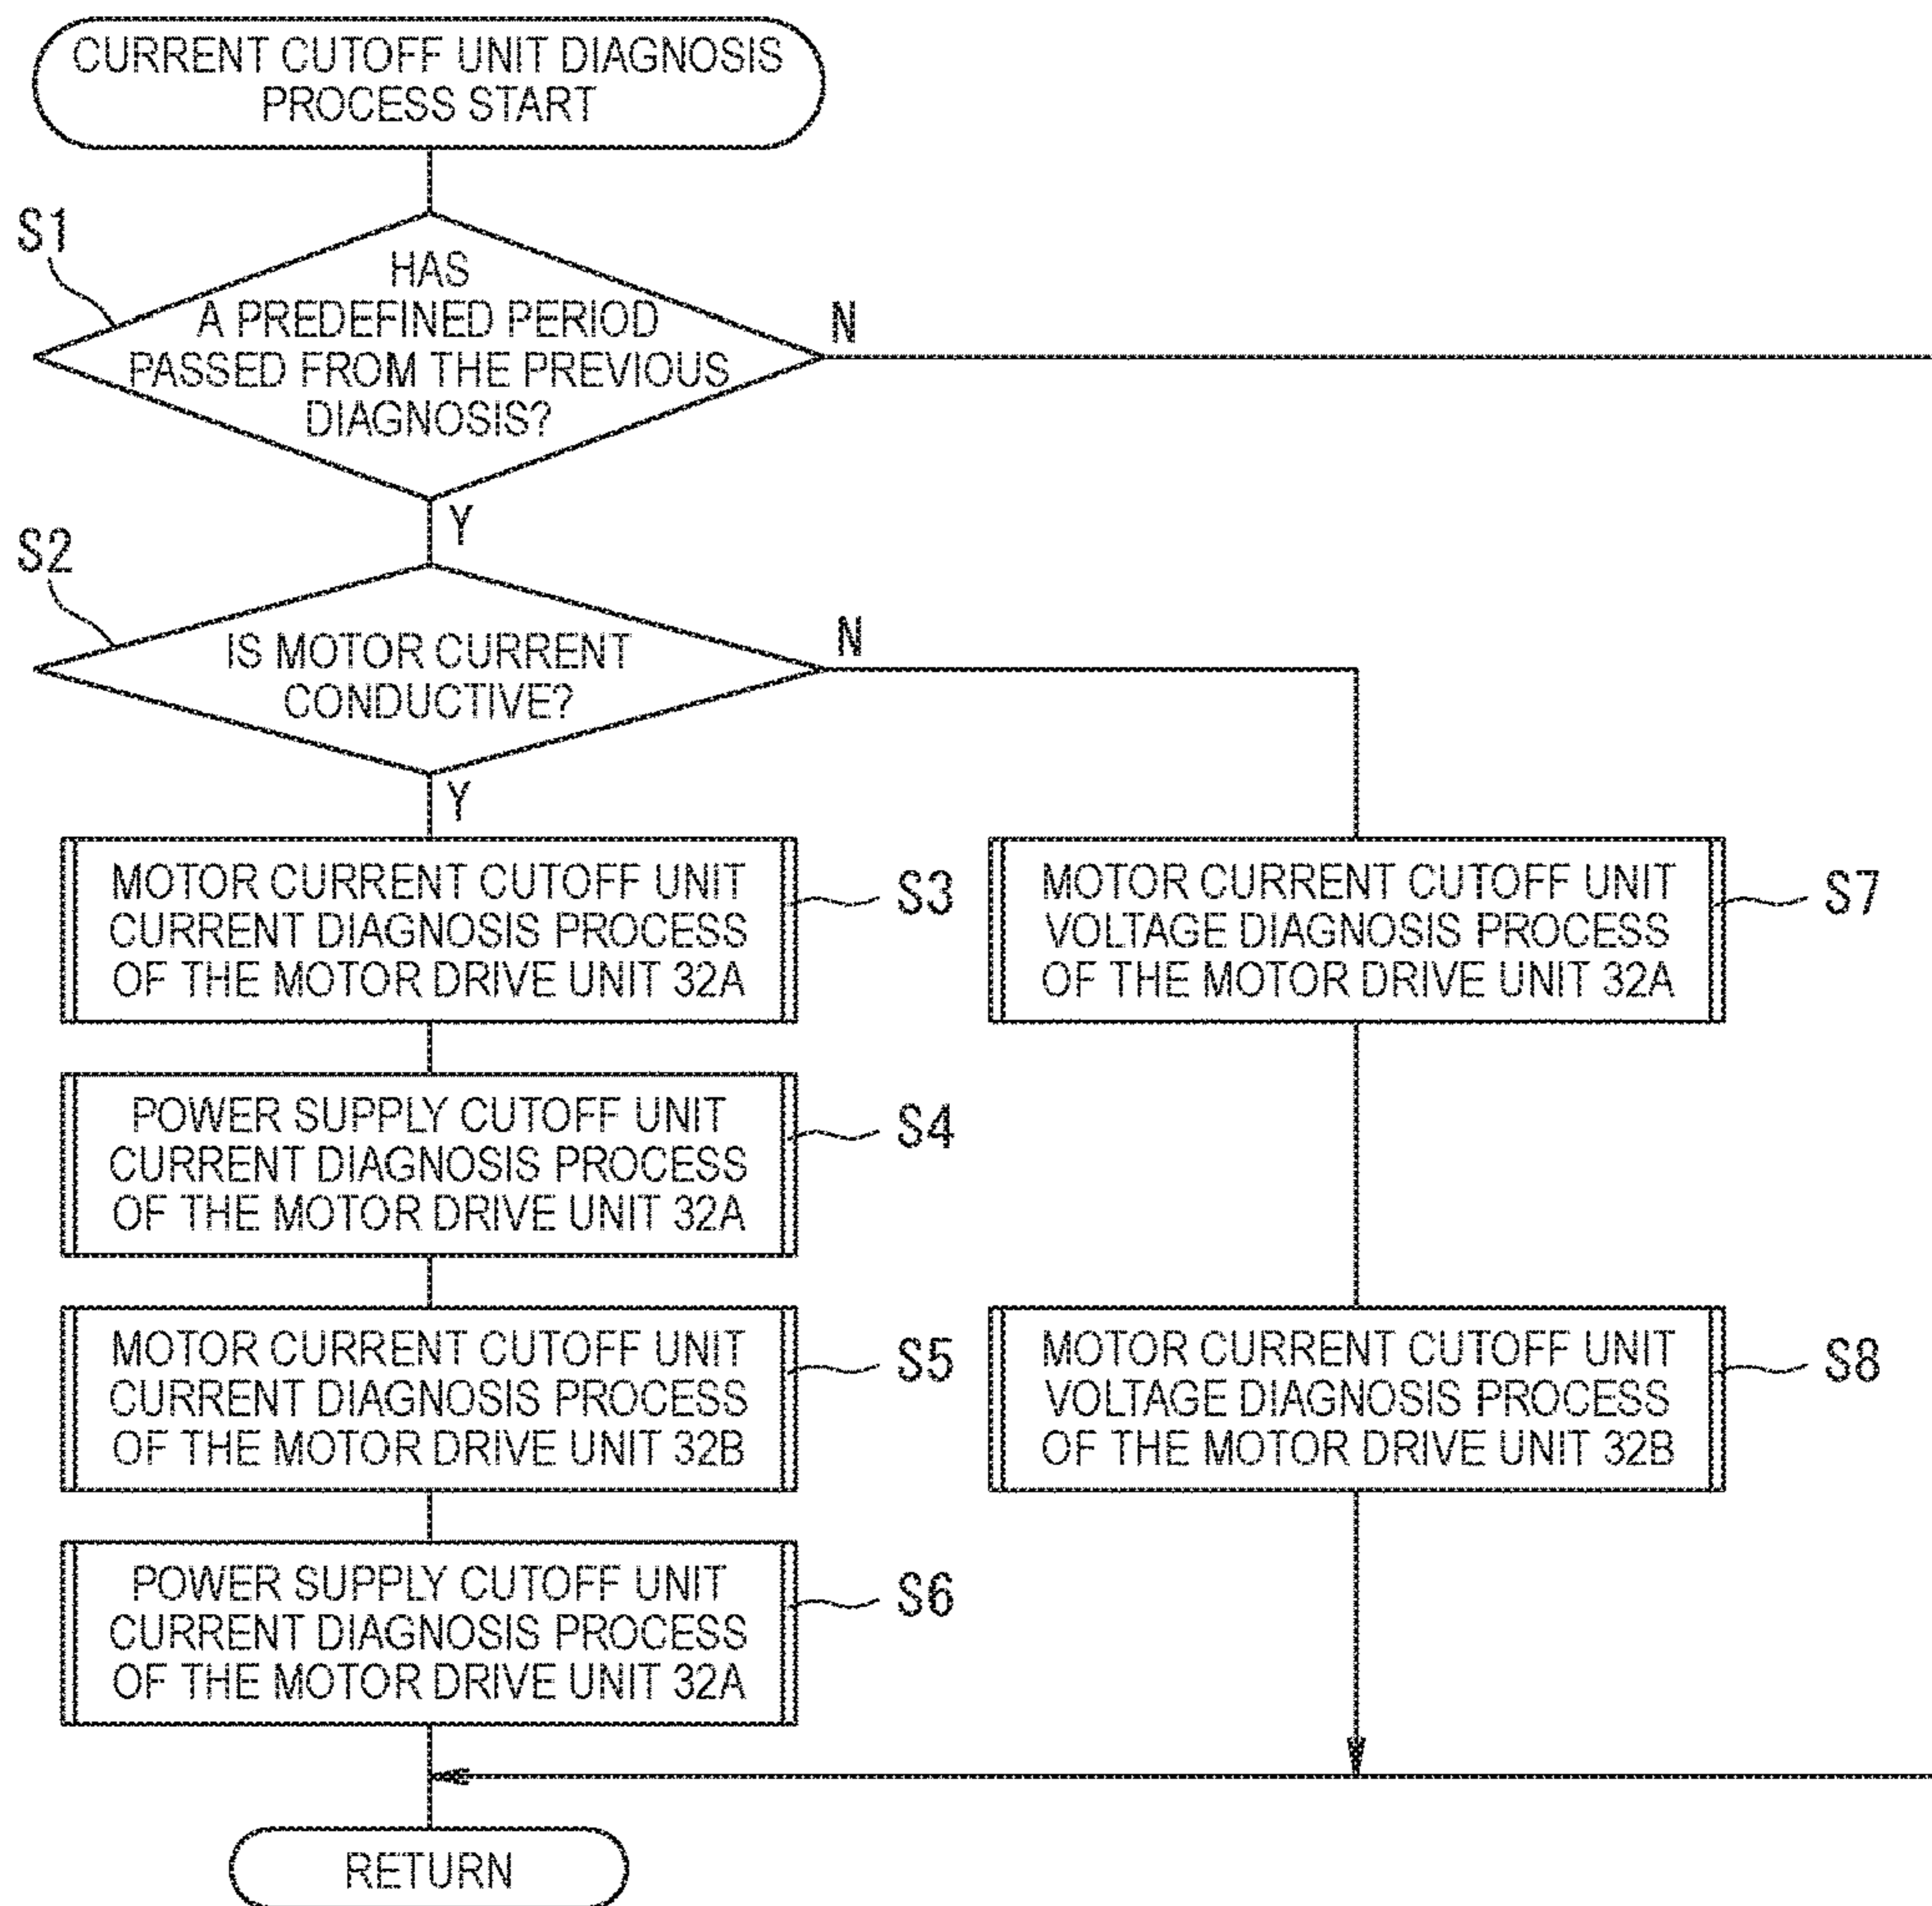 CURRENT CUTOFF UNIT DIAGNOSIS
PROCESS START
S1
HAS
A PREDEFINED PERIOD
PASSED FROM THE PREVIOUS
DIAGNOSIS?
N
Y
S2
IS MOTOR CURRENT
CONDUCTIVE?
N
Y
MOTOR CURRENT CUTOFF UNIT
CURRENT DIAGNOSIS PROCESS
OF THE MOTOR DRIVE UNIT 32A
S3
MOTOR CURRENT CUTOFF UNIT
VOLTAGE DIAGNOSIS PROCESS
OF THE MOTOR DRIVE UNIT 32A
S7
POWER SUPPLY CUTOFF UNIT
CURRENT DIAGNOSIS PROCESS
OF THE MOTOR DRIVE UNIT 32A
S4
MOTOR CURRENT CUTOFF UNIT
CURRENT DIAGNOSIS PROCESS
OF THE MOTOR DRIVE UNIT 32B
S5
MOTOR CURRENT CUTOFF UNIT
VOLTAGE DIAGNOSIS PROCESS
OF THE MOTOR DRIVE UNIT 32B
S8
POWER SUPPLY CUTOFF UNIT
CURRENT DIAGNOSIS PROCESS
OF THE MOTOR DRIVE UNIT 32A
S6
RETURN